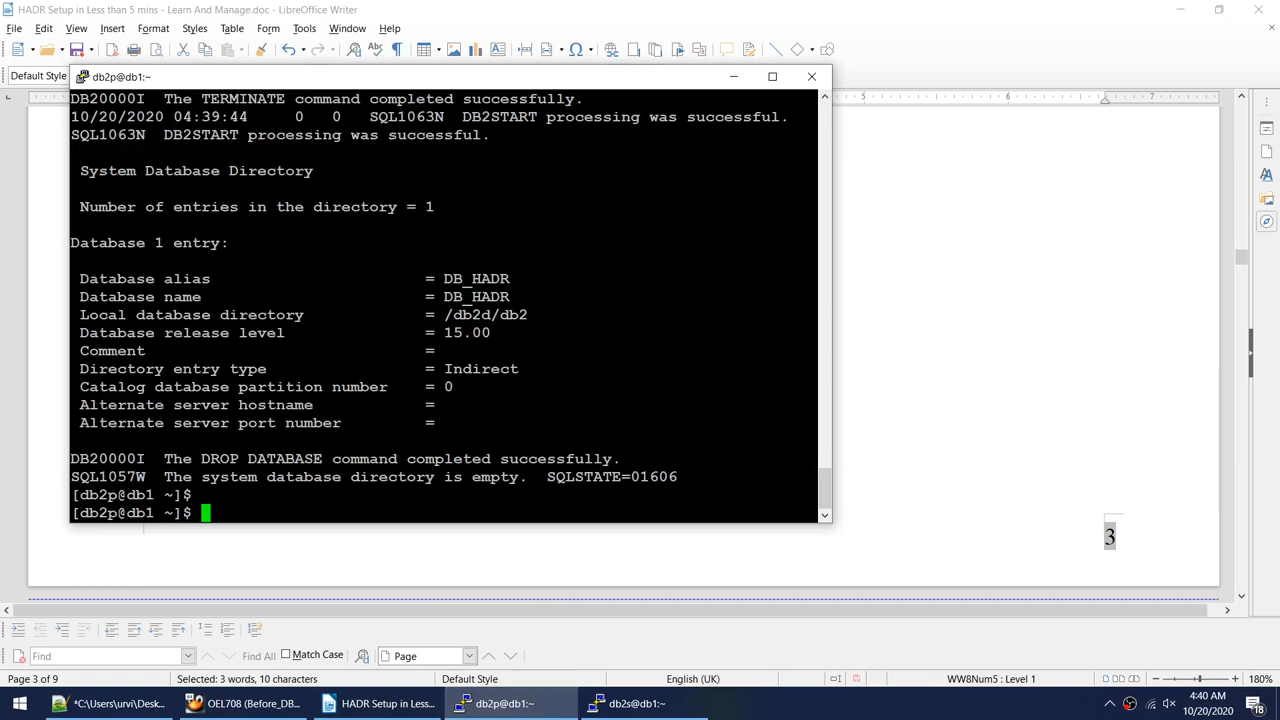 HADR Setup in Less than 5 mins - Learn And Manage.doc - LibreOffice Writer
File Edit View Insert Format Styles Table Form Tools Window Help
Default Style
db2p@db1:~
5 6 7
DB20000I  The TERMINATE command completed successfully.
10/20/2020 04:39:44     0   0   SQL1063N  DB2START processing was successful.
SQL1063N  DB2START processing was successful.
System Database Directory
Number of entries in the directory = 1
Database 1 entry:
Database alias                       = DB_HADR
Database name                        = DB_HADR
Local database directory             = /db2d/db2
Database release level               = 15.00
Comment                              =
Directory entry type                 = Indirect
Catalog database partition number    = 0
Alternate server hostname            =
Alternate server port number         =
DB20000I  The DROP DATABASE command completed successfully.
SQL1057W  The system database directory is empty.  SQLSTATE=01606
[db2p@db1 ~]$
[db2p@db1 ~]$
3
Find Find All Match Case Page
Page 3 of 9 Selected: 3 words, 10 characters Default Style English (UK) WW8Num5 : Level 1 180%
*C:\Users\urvi\Desk... OEL708 (Before_DB... HADR Setup in Less... db2p@db1:~ db2s@db1:~ 4:40 AM
10/20/2020 18